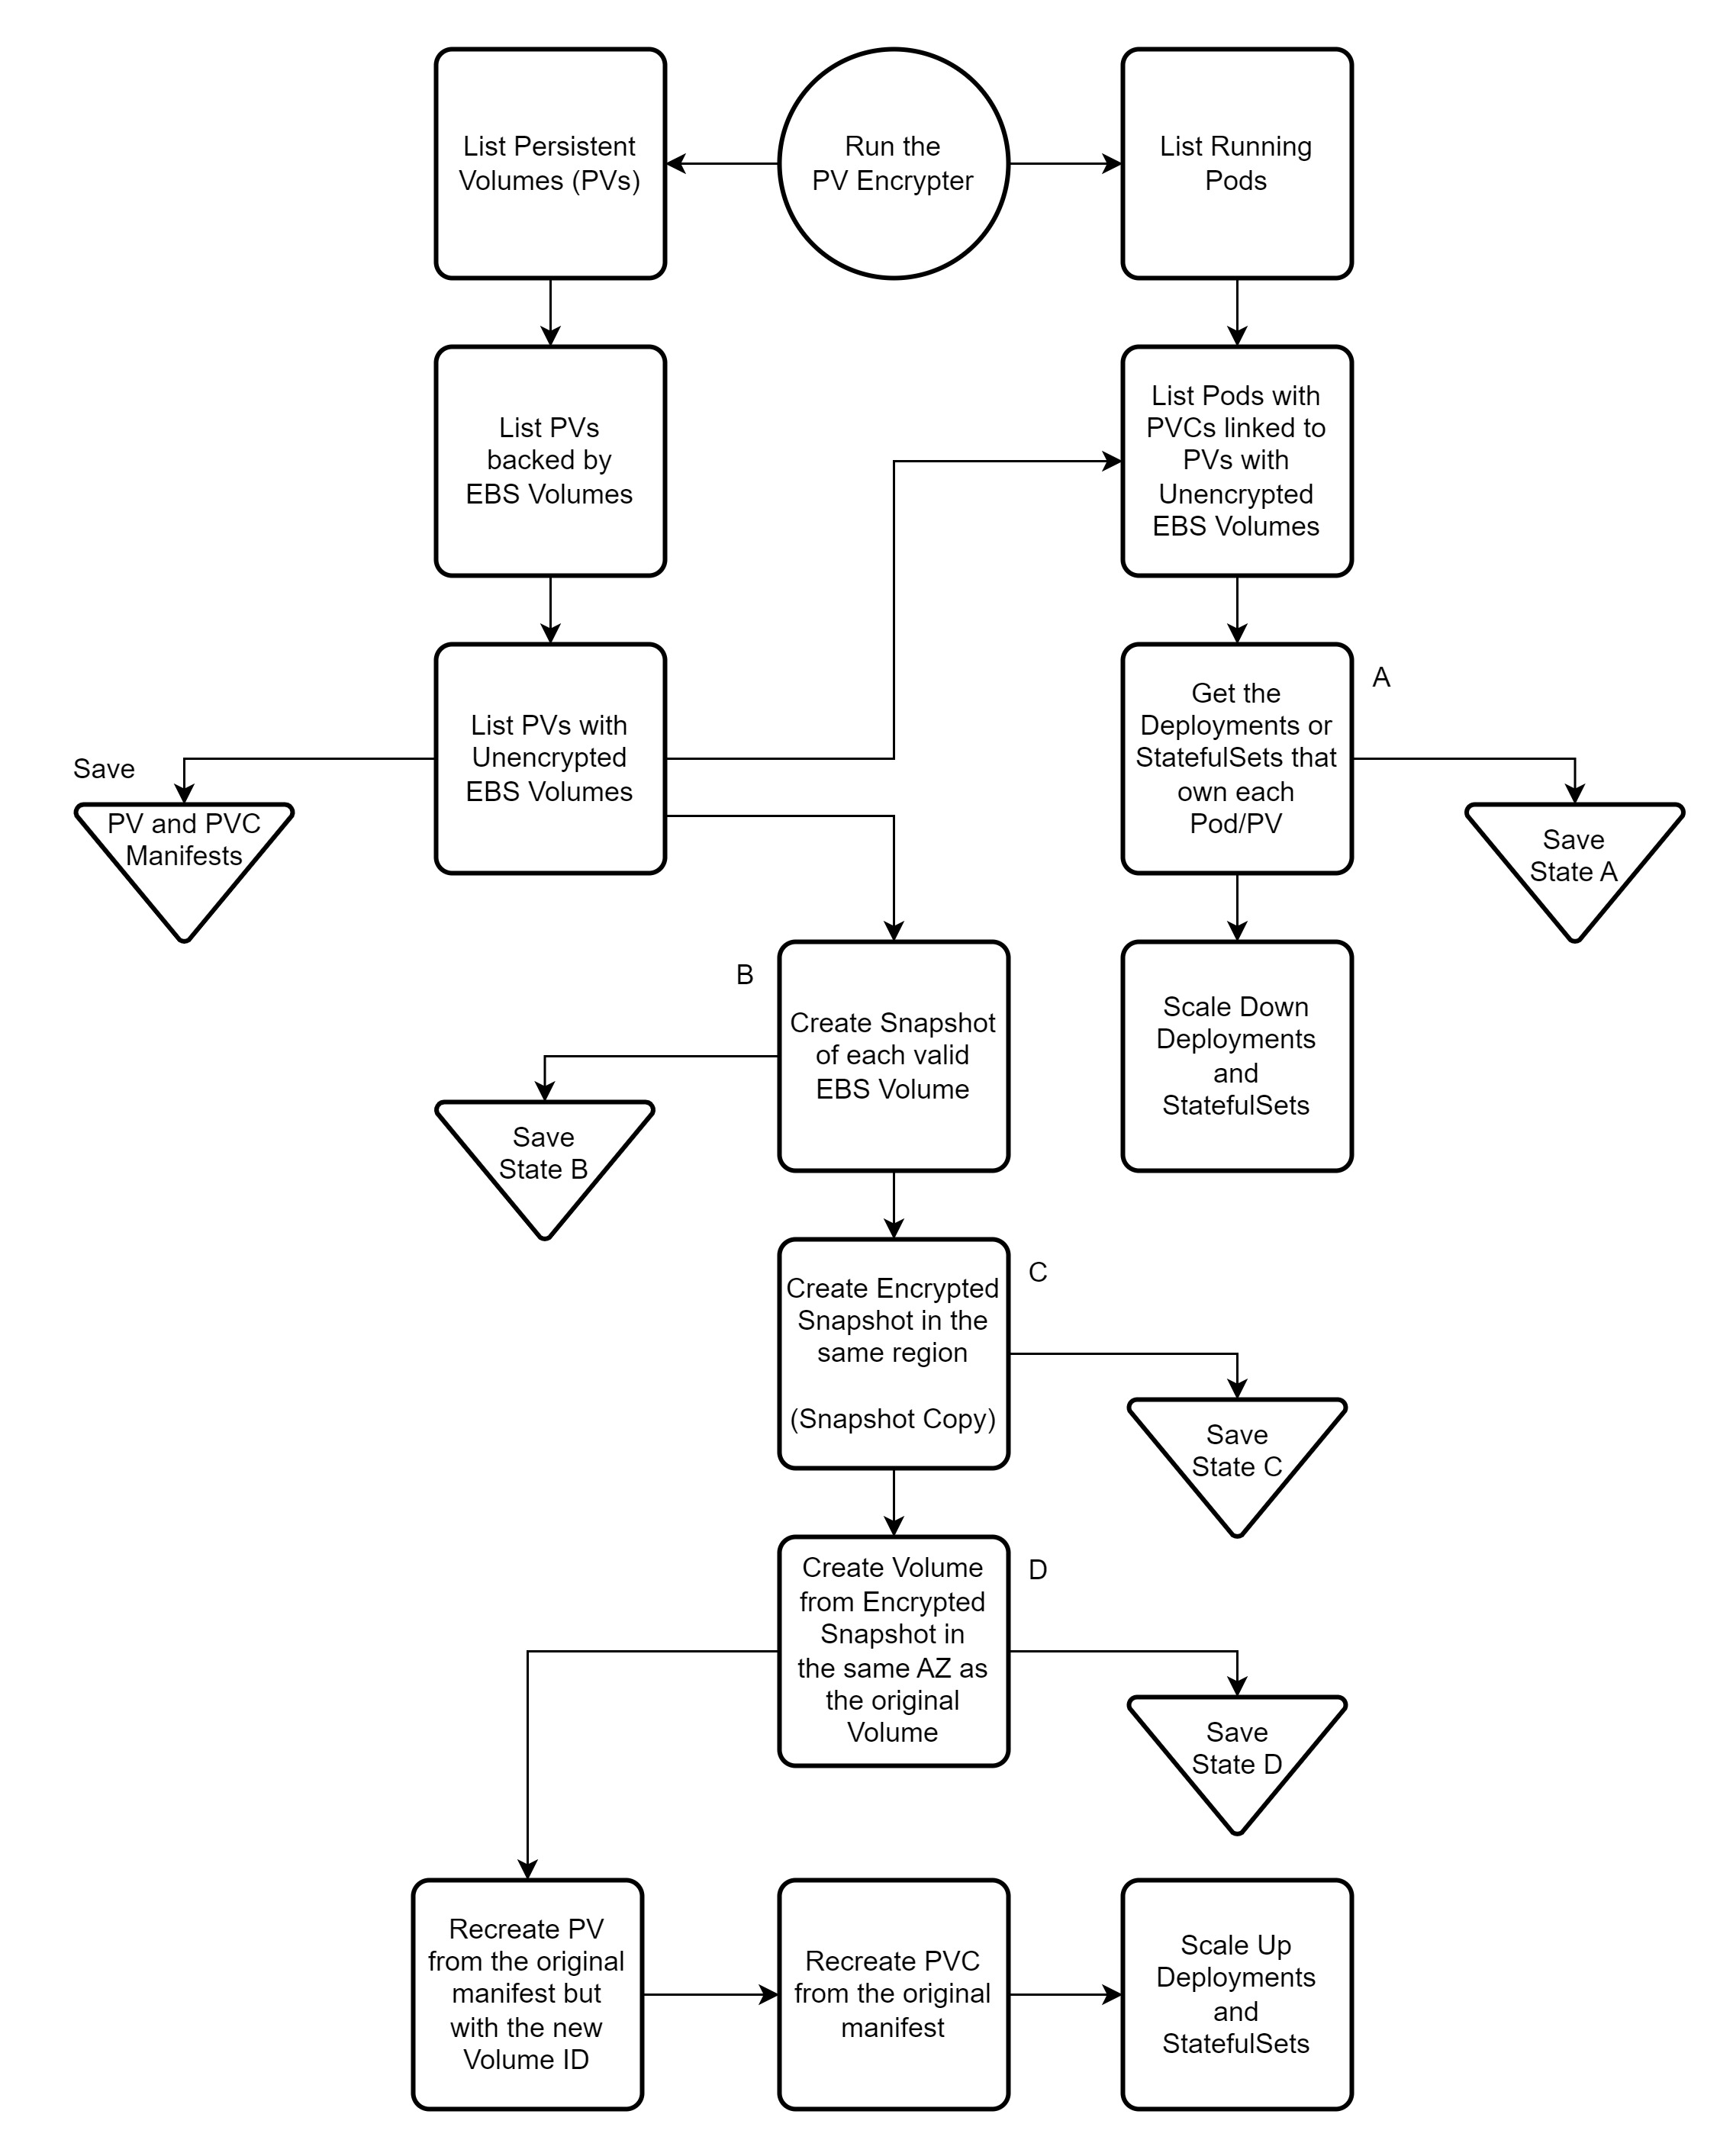 List Persistent
Volumes (PVs)
Run the
PV Encrypter
List Running
Pods
List PVs
backed by
EBS Volumes
List Pods with
PVCs linked to
PVs with
Unencrypted
EBS Volumes
Save
PV and PVC
Manifests
List PVs with
Unencrypted
EBS Volumes
Get the
Deployments or
StatefulSets that
own each
Pod/PV
A
Save
State A
B
Create Snapshot
of each valid
EBS Volume
Scale Down
Deployments
and
StatefulSets
Save
State B
Create Encrypted
Snapshot in the
same region
(Snapshot Copy)
C
Save
State C
Create Volume
from Encrypted
Snapshot in
the same AZ as
the original
Volume
D
Save
State D
Recreate PV
from the original
manifest but
with the new
Volume ID
Recreate PVC
from the original
manifest
Scale Up
Deployments
and
StatefulSets